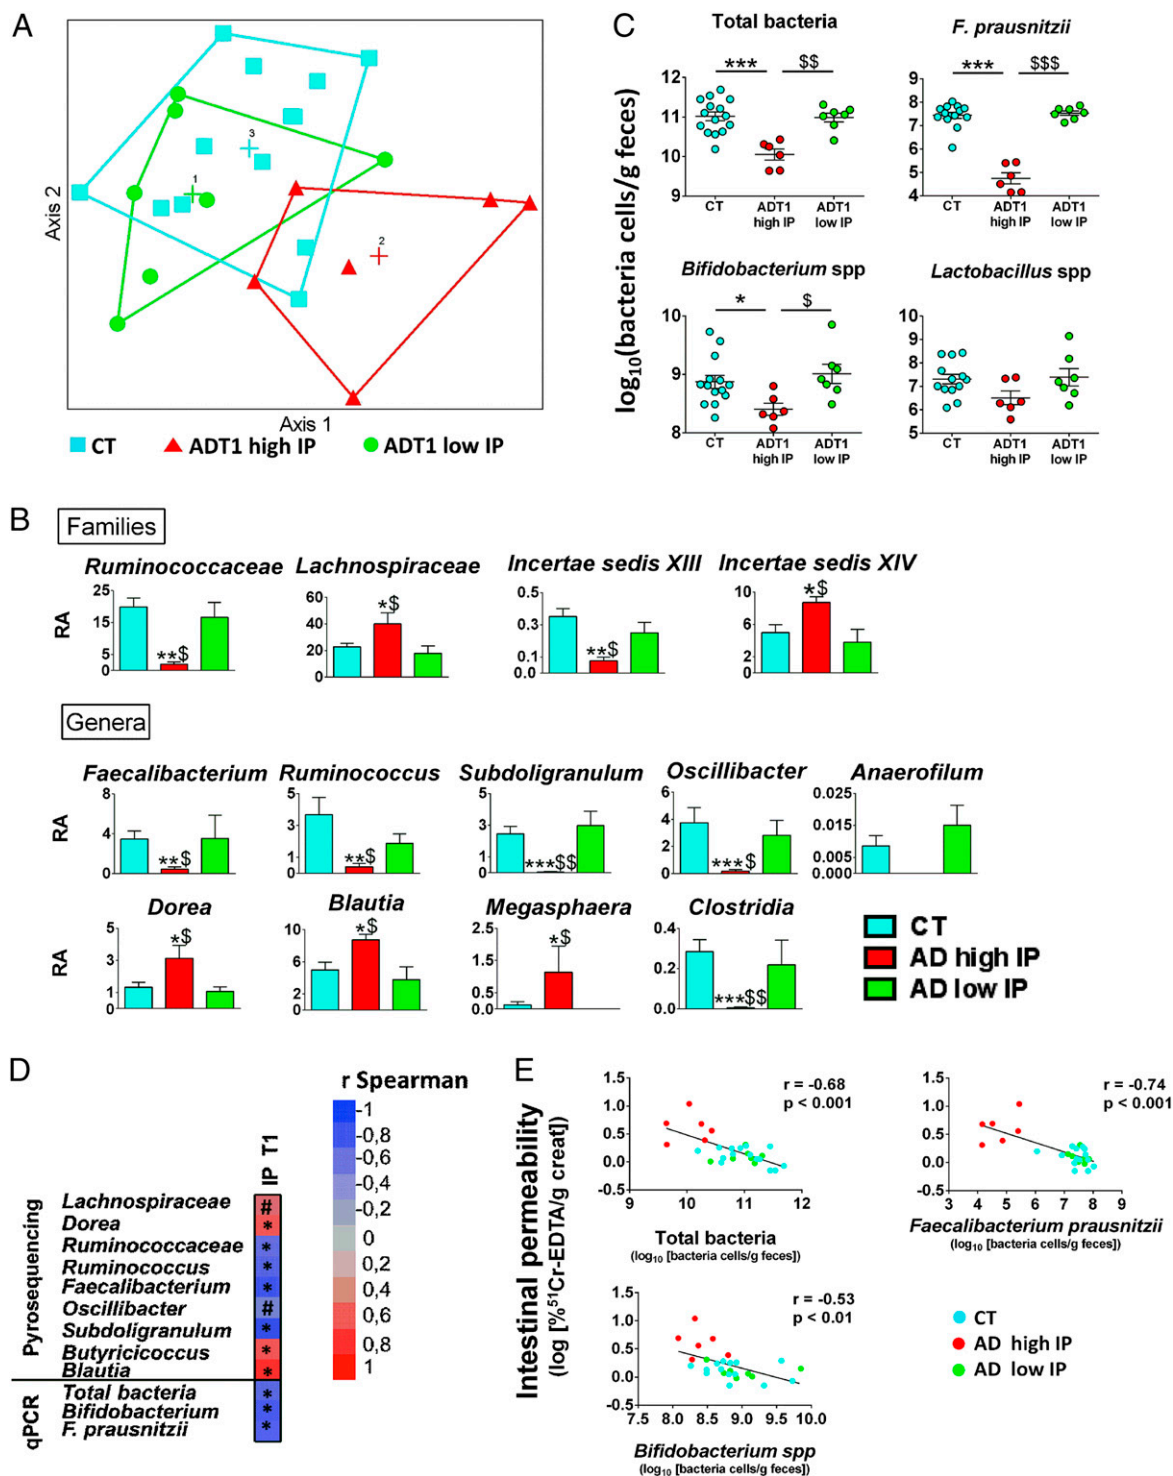 A
Axis 2
3
1
2
Axis 1
CT
ADT1 high IP
ADT1 low IP
C
log10(bacteria cells/g feces)
Total bacteria
*** $$
11
10
9
CT
ADT1 high IP
ADT1 low IP
F. prausnitzii
*** $$$
8
7
6
5
4
CT
ADT1 high IP
ADT1 low IP
Bifidobacterium spp
* $
10
9
8
CT
ADT1 high IP
ADT1 low IP
Lactobacillus spp
10
9
8
7
6
5
CT
ADT1 high IP
ADT1 low IP
B
Families
RA
Ruminococcaceae
25
15
5
0
**$
Lachnospiraceae
60
40
20
0
*$
Incertae sedis XIII
0.5
0.3
0.1
0.0
**$
Incertae sedis XIV
10
6
2
0
*$
Genera
RA
Faecalibacterium
8
4
0
**$
Ruminococcus
5
3
1
0
**$
Subdoligranulum
5
3
1
0
***$$
Oscillibacter
6
4
2
0
***$
Anaerofilum
0.025
0.015
0.005
0.000
RA
Dorea
5
3
1
0
*$
Blautia
10
6
2
0
*$
Megasphaera
2.5
1.5
0.5
0.0
*$
Clostridia
0.4
0.2
0.0
***$$
CT
AD high IP
AD low IP
D
r Spearman
-1
-0,8
-0,6
-0,4
-0,2
0
0,2
0,4
0,6
0,8
1
IP T1
Pyrosequencing
Lachnospiraceae #
Dorea *
Ruminococcaceae *
Ruminococcus *
Faecalibacterium *
Oscillibacter #
Subdoligranulum *
Butyricicoccus *
Blautia *
qPCR
Total bacteria *
Bifidobacterium *
F. prausnitzii *
E
Intestinal permeability
(log [%51Cr-EDTA/g creat])
1.5
1.0
0.5
0.0
-0.5
r = -0.68
p < 0.001
9 10 11 12
Total bacteria
(log10 [bacteria cells/g feces])
1.5
1.0
0.5
0.0
-0.5
r = -0.74
p < 0.001
3 4 5 6 7 8 9
Faecalibacterium prausnitzii
(log10 [bacteria cells/g feces])
1.5
1.0
0.5
0.0
-0.5
r = -0.53
p < 0.01
7.5 8.0 8.5 9.0 9.5 10.0
Bifidobacterium spp
(log10 [bacteria cells/g feces])
CT
AD high IP
AD low IP